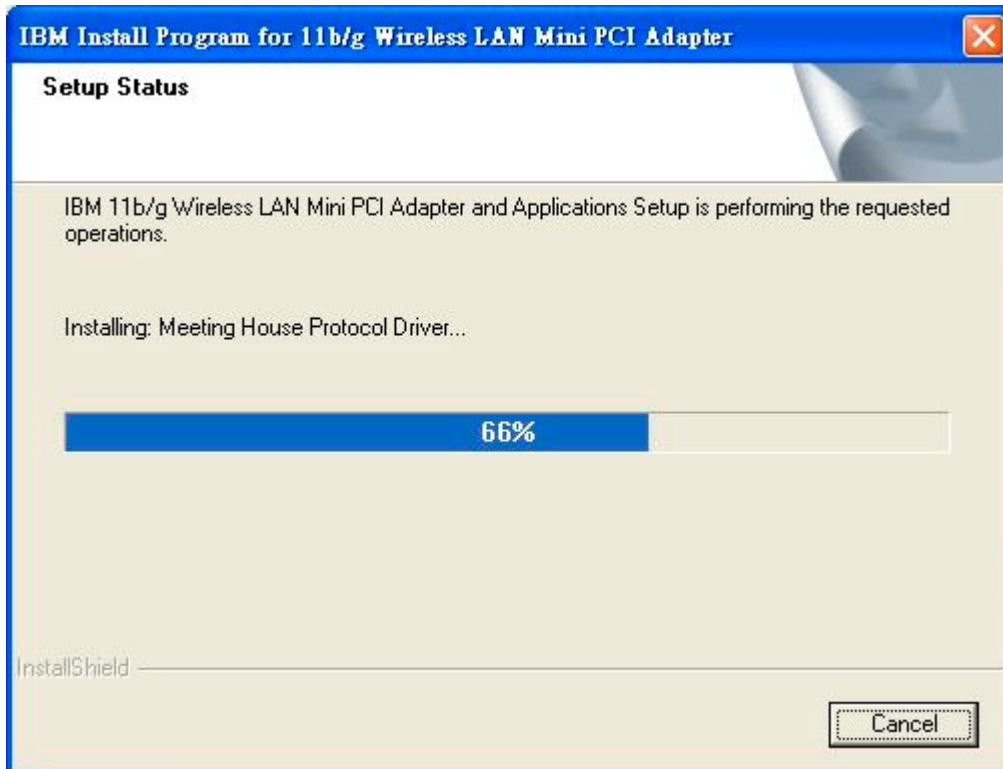 IBM Install Program for 11b/g Wireless LAN Mini PCI Adapter
Setup Status
IBM 11b/g Wireless LAN Mini PCI Adapter and Applications Setup is performing the requested
operations.
Installing: Meeting House Protocol Driver...
66%
InstallShield
Cancel